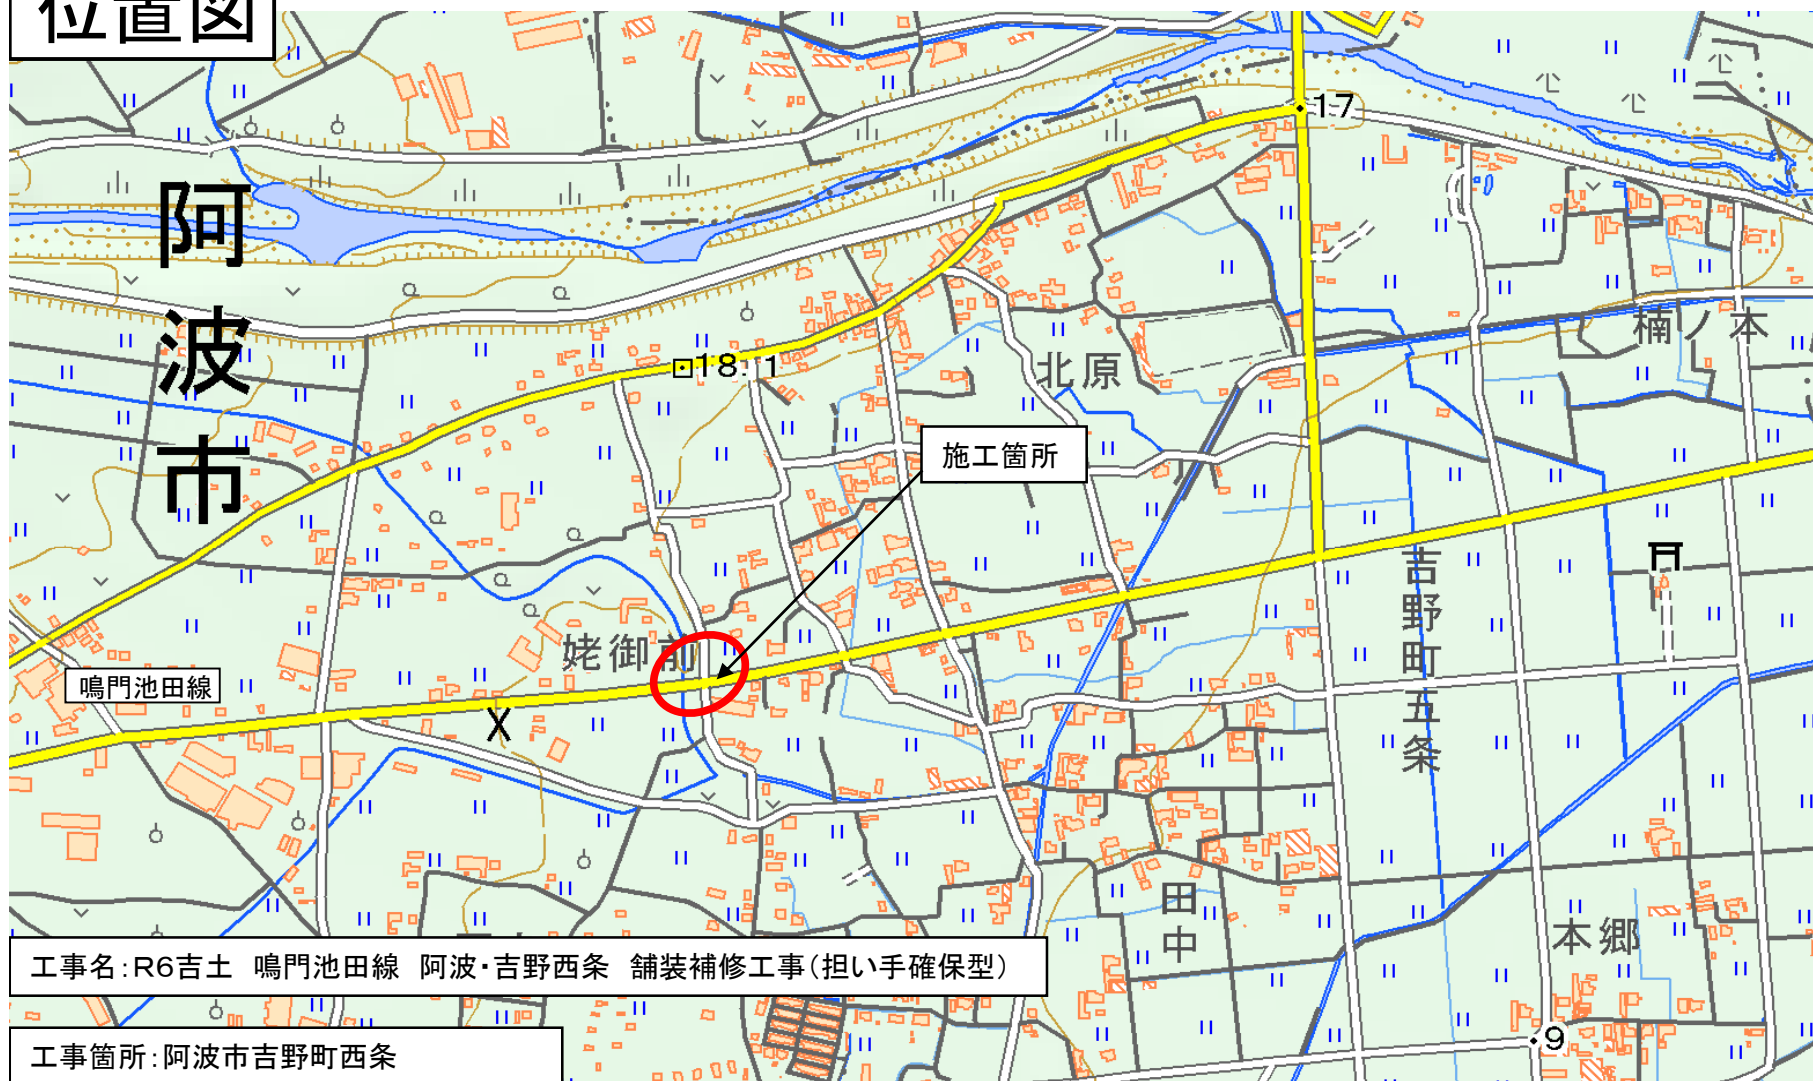 位置図
17
阿波市
楠ノ本
18.1
北原
施工箇所
吉野町五条
姥御前
鳴門池田線
X
田中
本郷
工事名:R6吉土 鳴門池田線 阿波・吉野西条 舗装補修工事(担い手確保型)
9
工事箇所:阿波市吉野町西条